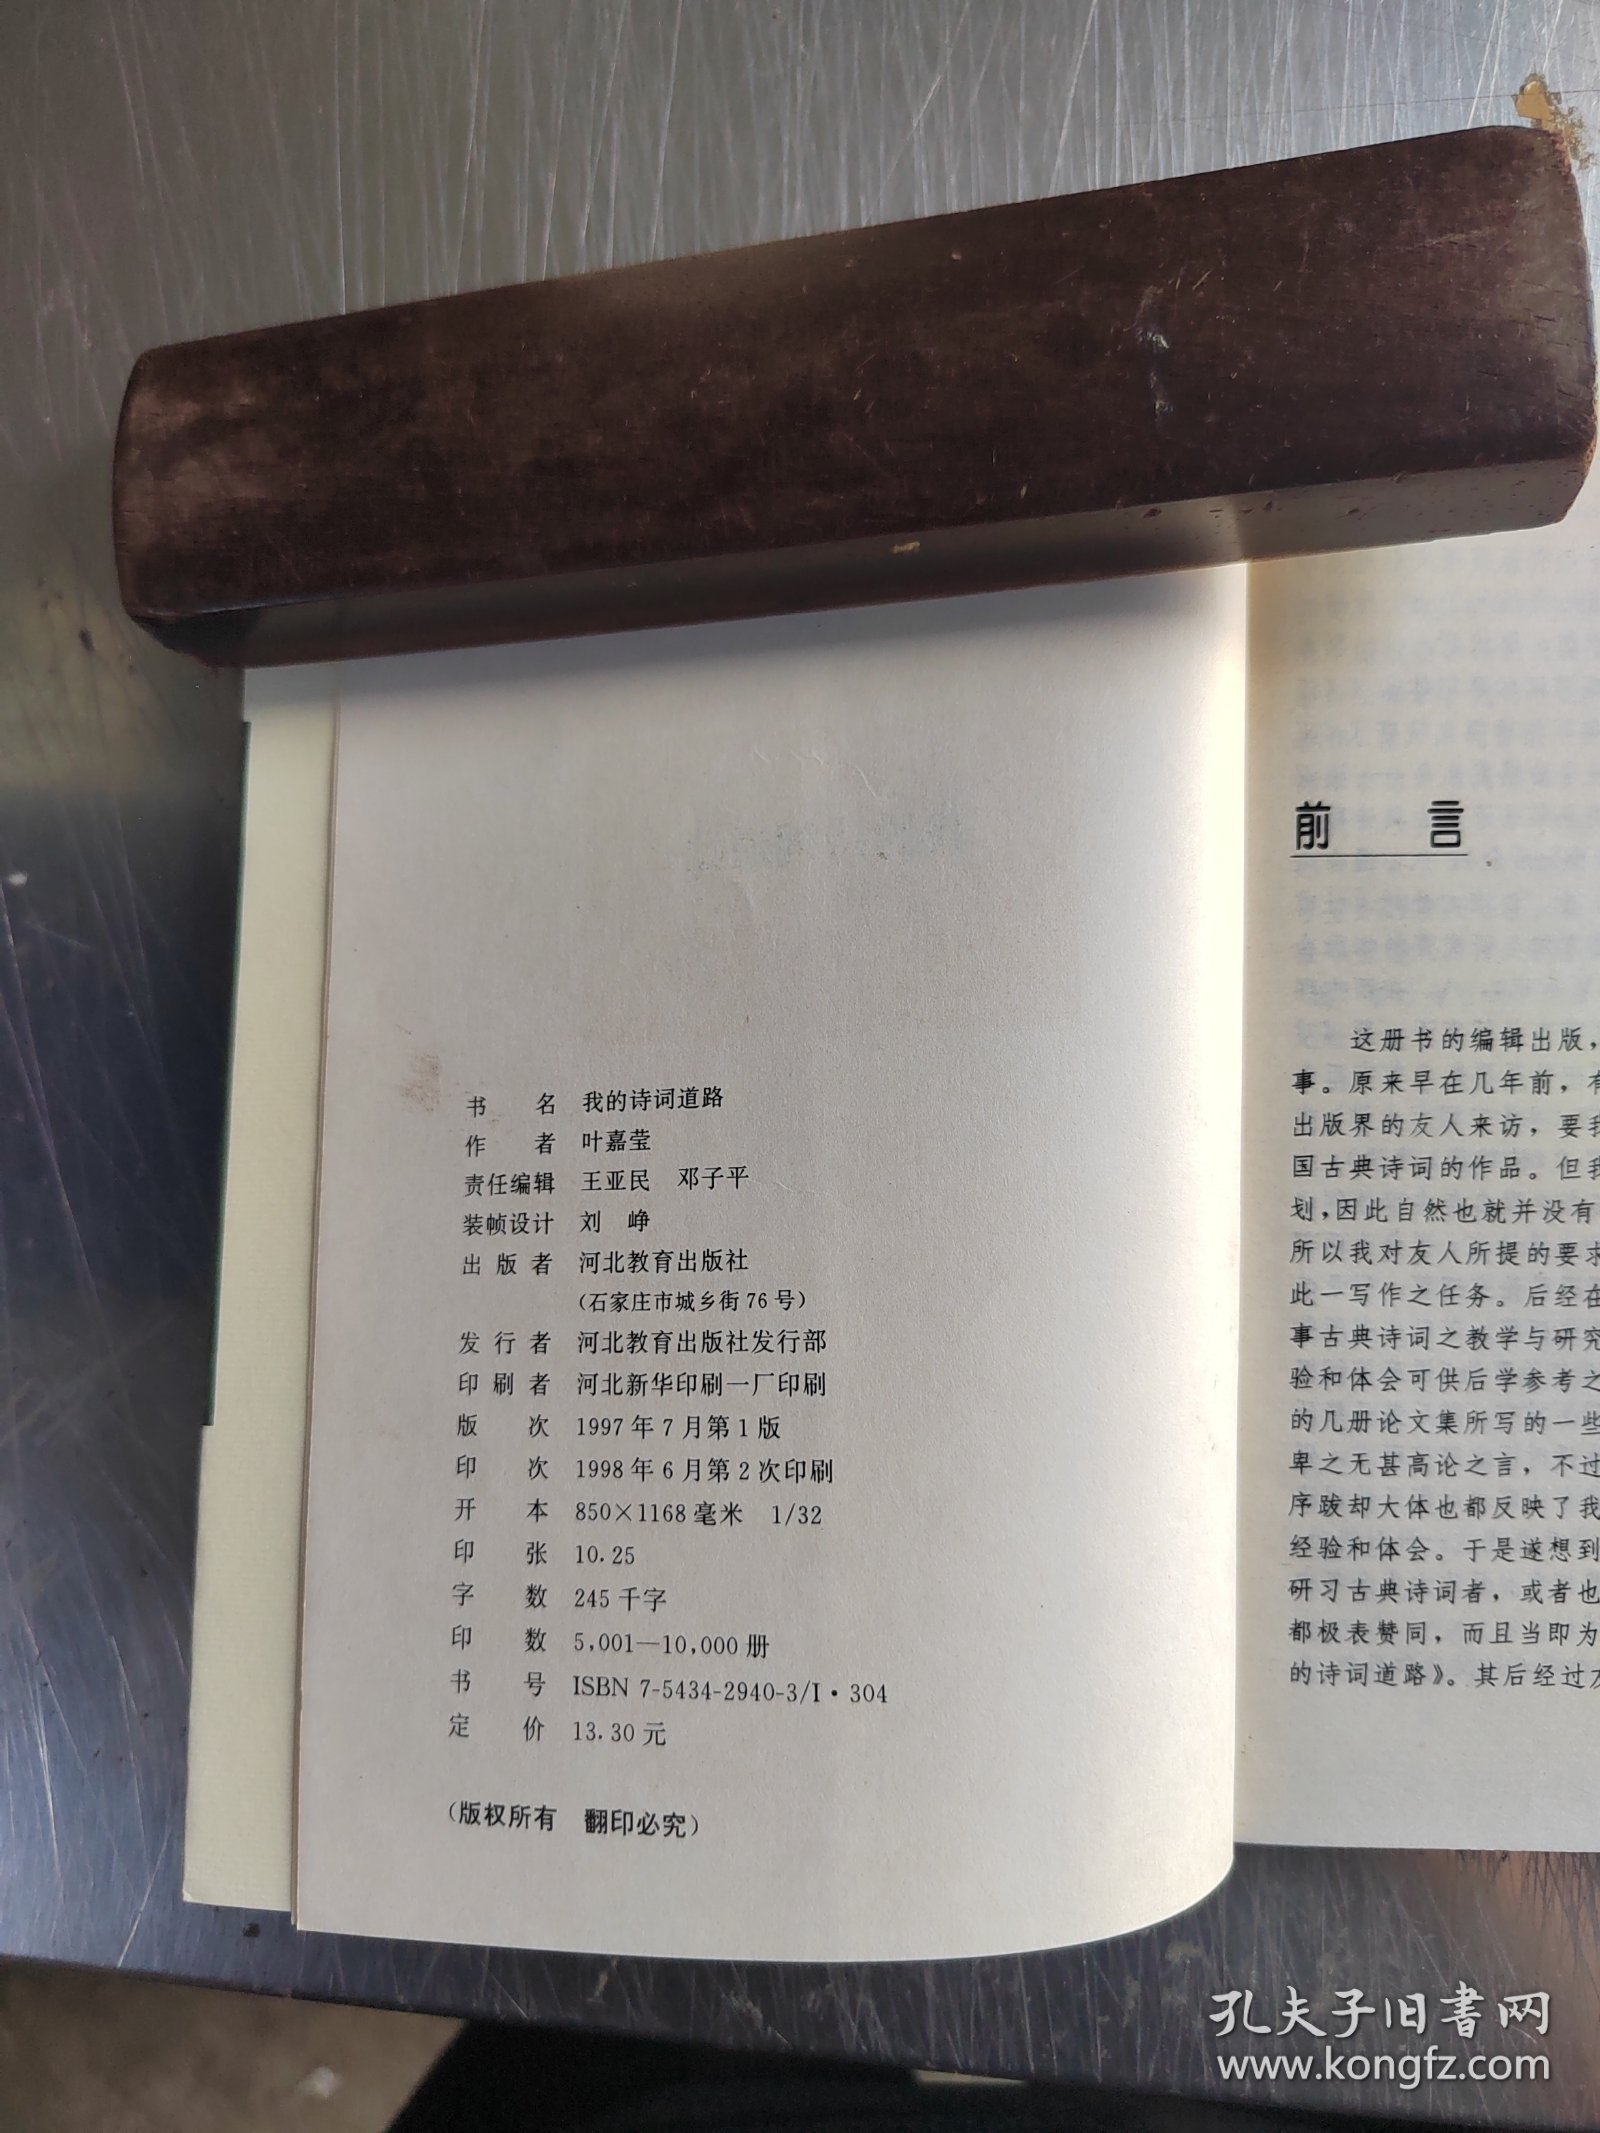 书　名　我的诗词道路
作　者　叶嘉莹
责任编辑　王亚民　邓子平
装帧设计　刘　峥
出 版 者　河北教育出版社
(石家庄市城乡街76号)
发 行 者　河北教育出版社发行部
印 刷 者　河北新华印刷一厂印刷
版　次　1997年7月第1版
印　次　1998年6月第2次印刷
开　本　850×1168毫米　1/32
印　张　10.25
字　数　245千字
印　数　5,001—10,000册
书　号　ISBN 7-5434-2940-3/I·304
定　价　13.30元
(版权所有　翻印必究)
前　言
这册书的编辑出版，
事。原来早在几年前，有
出版界的友人来访，要我
国古典诗词的作品。但我
划，因此自然也就并没有
所以我对友人所提的要求
此一写作之任务。后经在
事古典诗词之教学与研究
验和体会可供后学参考之
的几册论文集所写的一些
卑之无甚高论之言，不过
序跋却大体也都反映了我
经验和体会。于是遂想到
研习古典诗词者，或者也
都极表赞同，而且当即为
的诗词道路》。其后经过友
孔夫子旧书网
www.kongfz.com